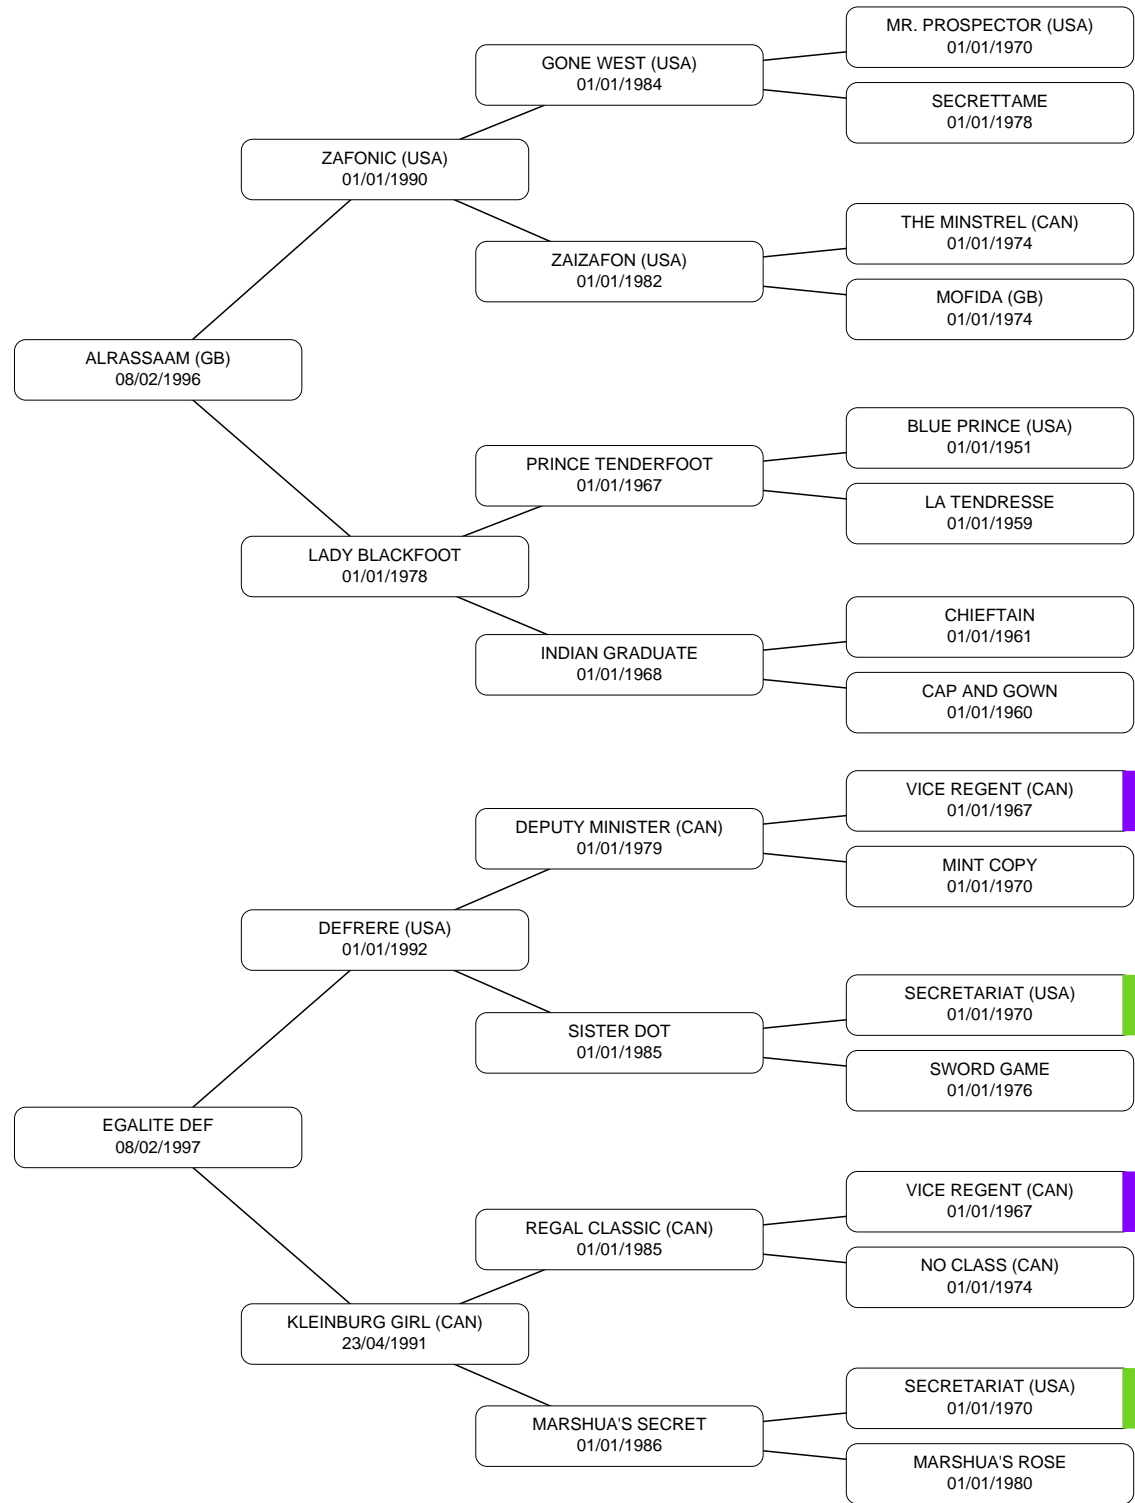 MR. PROSPECTOR (USA)
01/01/1970
GONE WEST (USA)
01/01/1984
SECRETTAME
01/01/1978
ZAFONIC (USA)
01/01/1990
THE MINSTREL (CAN)
01/01/1974
ZAIZAFON (USA)
01/01/1982
MOFIDA (GB)
01/01/1974
ALRASSAAM (GB)
08/02/1996
BLUE PRINCE (USA)
01/01/1951
PRINCE TENDERFOOT
01/01/1967
LA TENDRESSE
01/01/1959
LADY BLACKFOOT
01/01/1978
CHIEFTAIN
01/01/1961
INDIAN GRADUATE
01/01/1968
CAP AND GOWN
01/01/1960
VICE REGENT (CAN)
01/01/1967
DEPUTY MINISTER (CAN)
01/01/1979
MINT COPY
01/01/1970
DEFRERE (USA)
01/01/1992
SECRETARIAT (USA)
01/01/1970
SISTER DOT
01/01/1985
SWORD GAME
01/01/1976
EGALITE DEF
08/02/1997
VICE REGENT (CAN)
01/01/1967
REGAL CLASSIC (CAN)
01/01/1985
NO CLASS (CAN)
01/01/1974
KLEINBURG GIRL (CAN)
23/04/1991
SECRETARIAT (USA)
01/01/1970
MARSHUA'S SECRET
01/01/1986
MARSHUA'S ROSE
01/01/1980